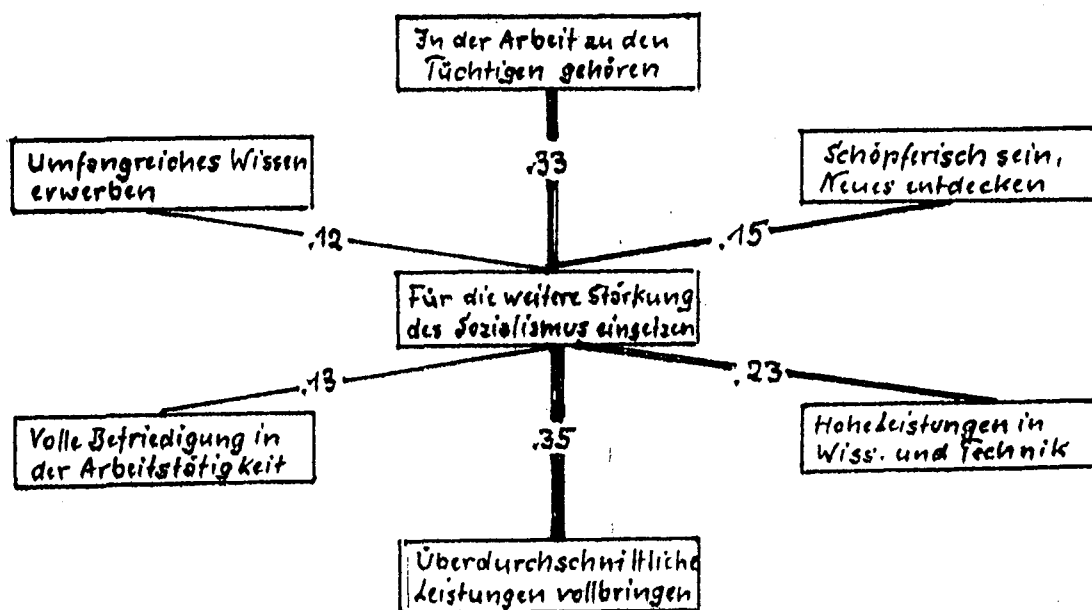 In der Arbeit zu den
Tüchtigen gehören
.33
Umfangreiches Wissen
erwerben
Schöpferisch sein,
Neues entdecken
.12
.15
Für die weitere Stärkung
des Sozialismus einsetzen
.13
.23
Volle Befriedigung in
der Arbeitstätigkeit
.35
Hohe Leistungen in
Wiss. und Technik
Überdurchschnittliche
Leistungen vollbringen